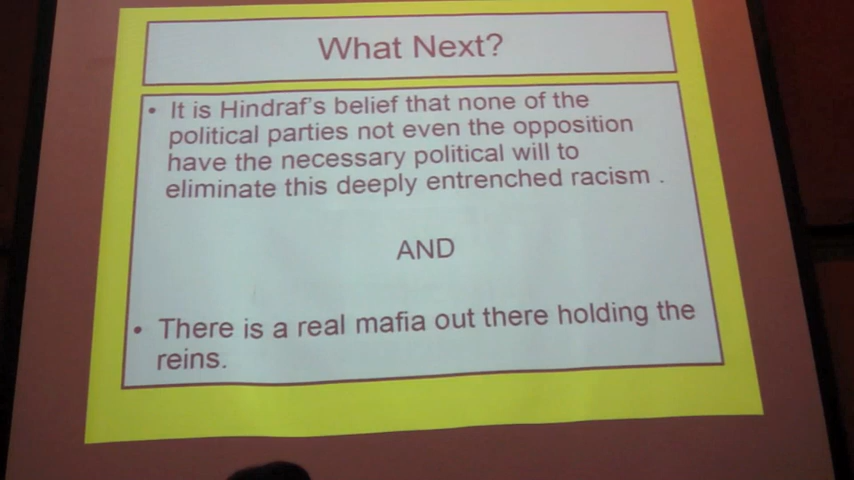 What Next?
• It is Hindraf's belief that none of the
political parties not even the opposition
have the necessary political will to
eliminate this deeply entrenched racism .
AND
• There is a real mafia out there holding the
reins.